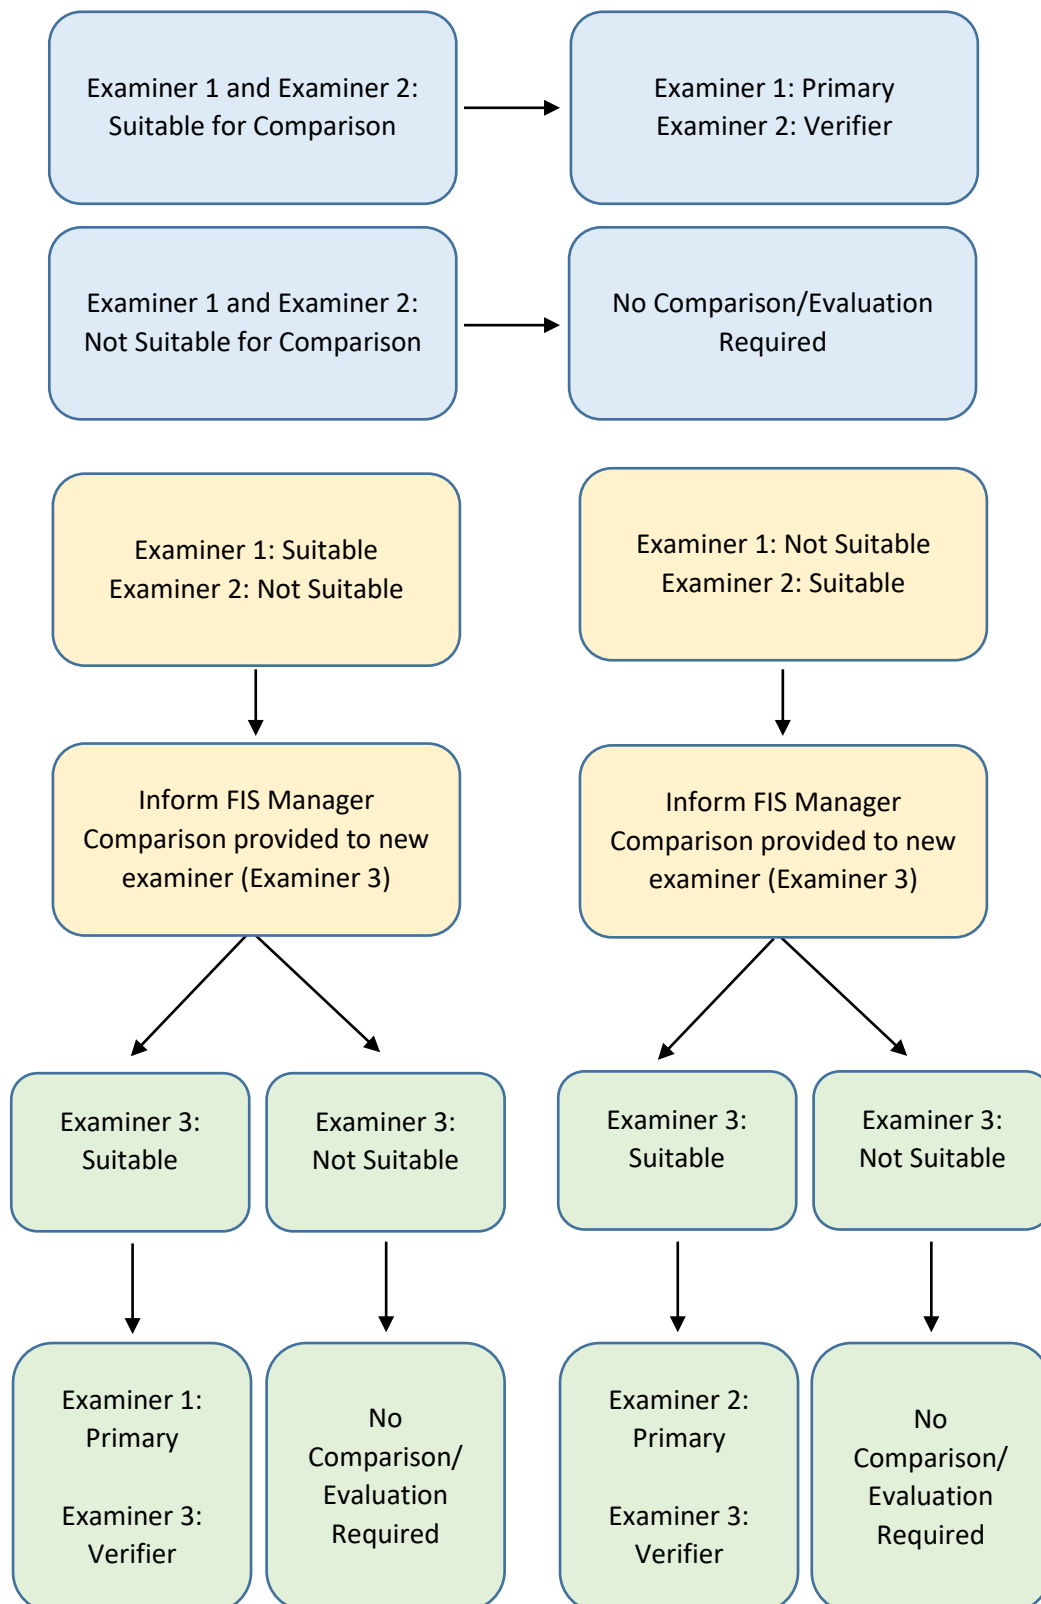 Examiner 1 and Examiner 2:
Suitable for Comparison
Examiner 1: Primary
Examiner 2: Verifier
Examiner 1 and Examiner 2:
Not Suitable for Comparison
No Comparison/Evaluation
Required
Examiner 1: Suitable
Examiner 2: Not Suitable
Examiner 1: Not Suitable
Examiner 2: Suitable
Inform FIS Manager
Comparison provided to new
examiner (Examiner 3)
Inform FIS Manager
Comparison provided to new
examiner (Examiner 3)
Examiner 3:
Suitable
Examiner 3:
Not Suitable
Examiner 3:
Suitable
Examiner 3:
Not Suitable
Examiner 1:
Primary
Examiner 3:
Verifier
No
Comparison/
Evaluation
Required
Examiner 2:
Primary
Examiner 3:
Verifier
No
Comparison/
Evaluation
Required